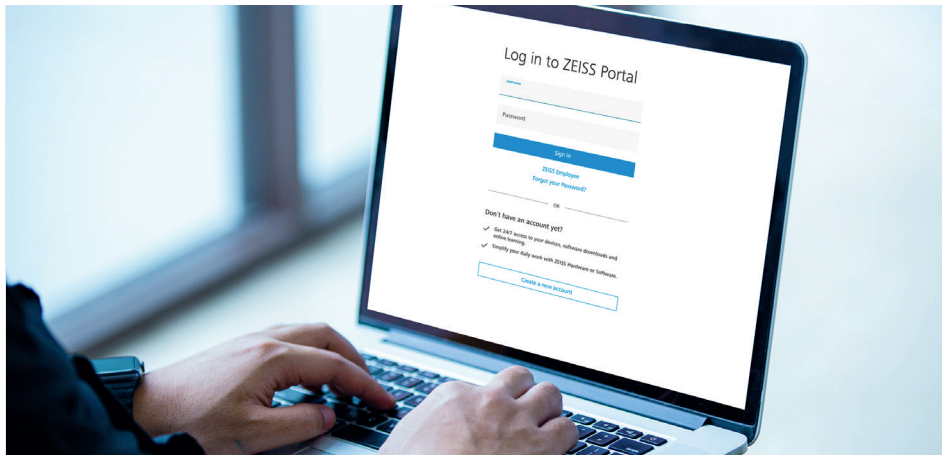 Log in to ZEISS Portal
Username
Password
Sign In
ZEISS Employee
Forgot your Password?
OR
Don't have an account yet?
✓ Get 24/7 access to your devices, software downloads and
online learning.
✓ Simplify your daily work with ZEISS Hardware or Software.
Create a new account